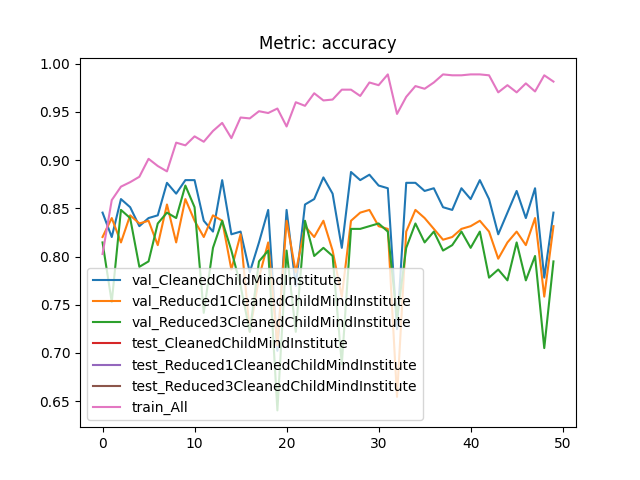 Metric: accuracy
1.00
0.95
0.90
0.85
0.80
0.75
0.70
0.65
val_CleanedChildMindInstitute
val_Reduced1CleanedChildMindInstitute
val_Reduced3CleanedChildMindInstitute
test_CleanedChildMindInstitute
test_Reduced1CleanedChildMindInstitute
test_Reduced3CleanedChildMindInstitute
train_All
0 10 20 30 40 50